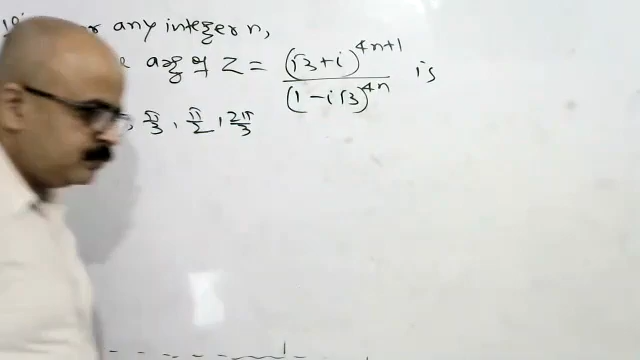 any integer n,
arg of Z = (√3+i)^4n+1 / (1-i√3)^4n is
, π/3, π/2, 2π/3